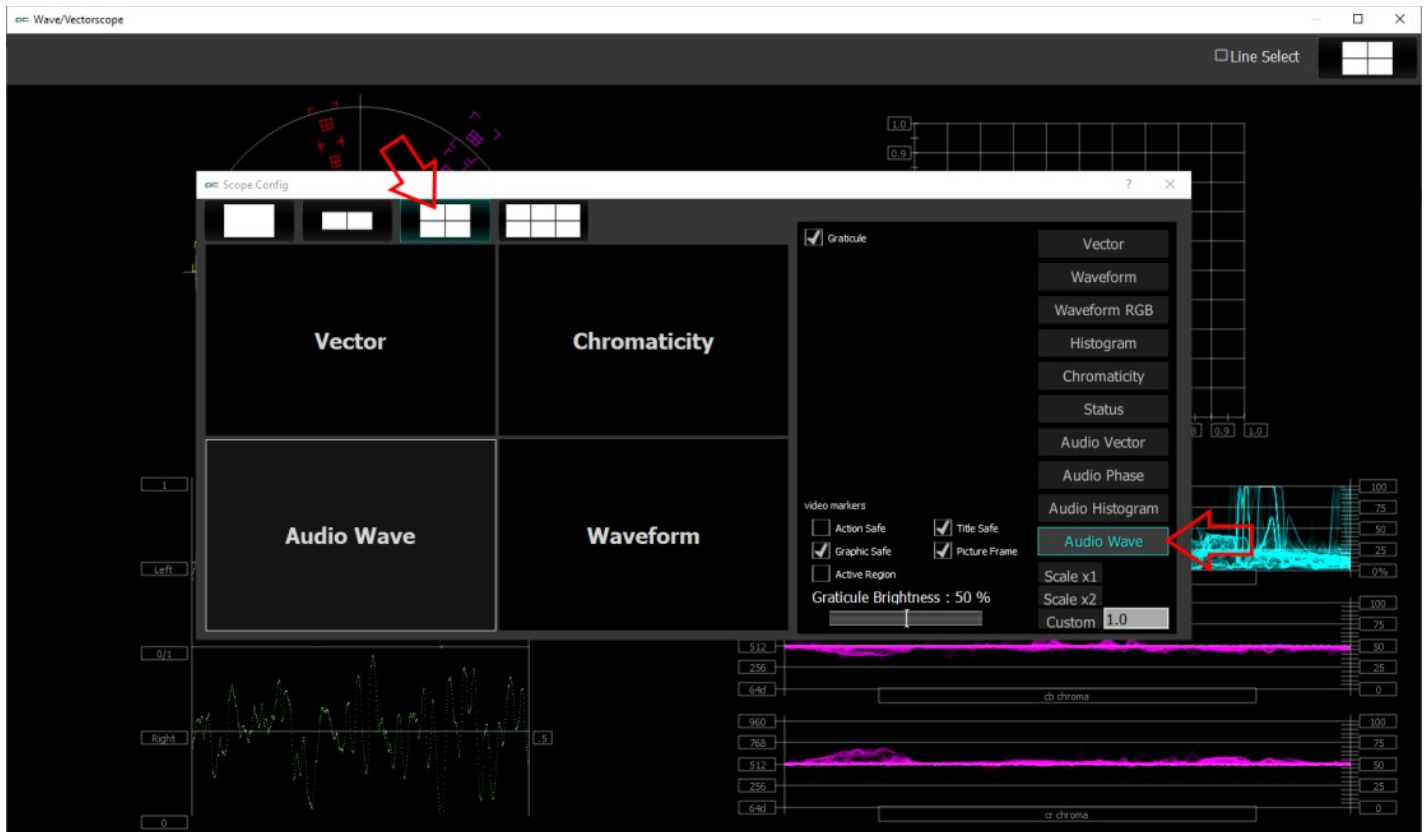 Wave/Vectorscope
Line Select
1.0
0.9
Scope Config
?
Graticule
Vector
Waveform
Waveform RGB
Histogram
Chromaticity
Status
Audio Vector
Audio Phase
Audio Histogram
Audio Wave
Vector
Chromaticity
Audio Wave
Waveform
video markers
Action Safe
Title Safe
Graphic Safe
Picture Frame
Active Region
Graticule Brightness : 50 %
Scale x1
Scale x2
Custom 1.0
0.9 1.0
1
Left
0/1
Right
.5
0
100
75
50
25
0%
100
75
512 50
256 25
64d 0
cb chroma
960 100
768 75
512 50
256 25
64d 0
cr chroma